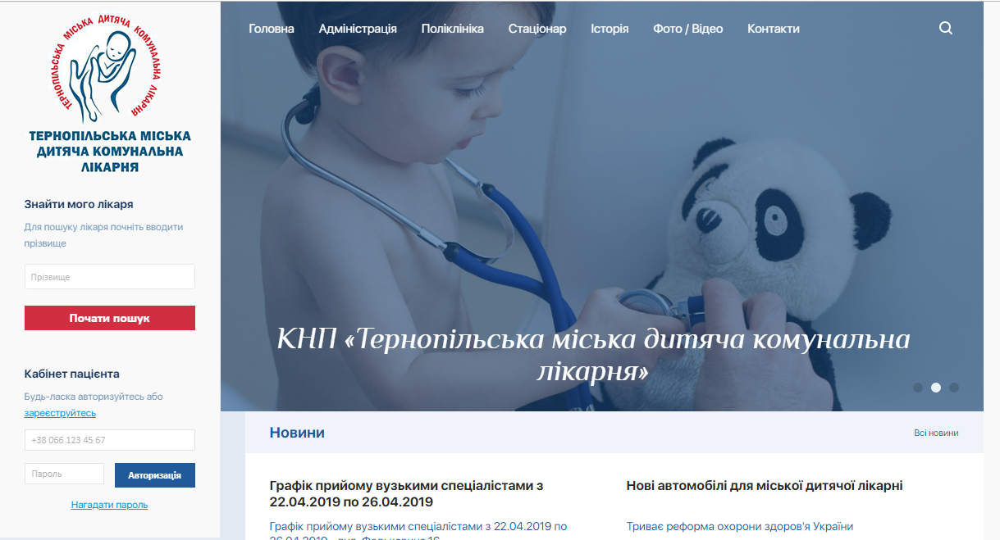 ТЕРНОПІЛЬСЬКА МІСЬКА ДИТЯЧА КОМУНАЛЬНА ЛІКАРНЯ
ТЕРНОПІЛЬСЬКА МІСЬКА
ДИТЯЧА КОМУНАЛЬНА
ЛІКАРНЯ
Знайти мого лікаря
Для пошуку лікаря почніть вводити
прізвище
Прізвище
Почати пошук
Кабінет пацієнта
Будь-ласка авторизуйтесь або
зареєструйтесь
+38 066 123 45 67
Пароль
Авторизація
Нагадати пароль
Головна Адміністрація Поліклініка Стаціонар Історія Фото / Відео Контакти
КНП «Тернопільська міська дитяча комунальна
лікарня»
Новини
Всі новини
Графік прийому вузькими спеціалістами з
22.04.2019 по 26.04.2019
Графік прийому вузькими спеціалістами з 22.04.2019 по
26.04.2019
Нові автомобілі для міської дитячої лікарні
Триває реформа охорони здоров'я України